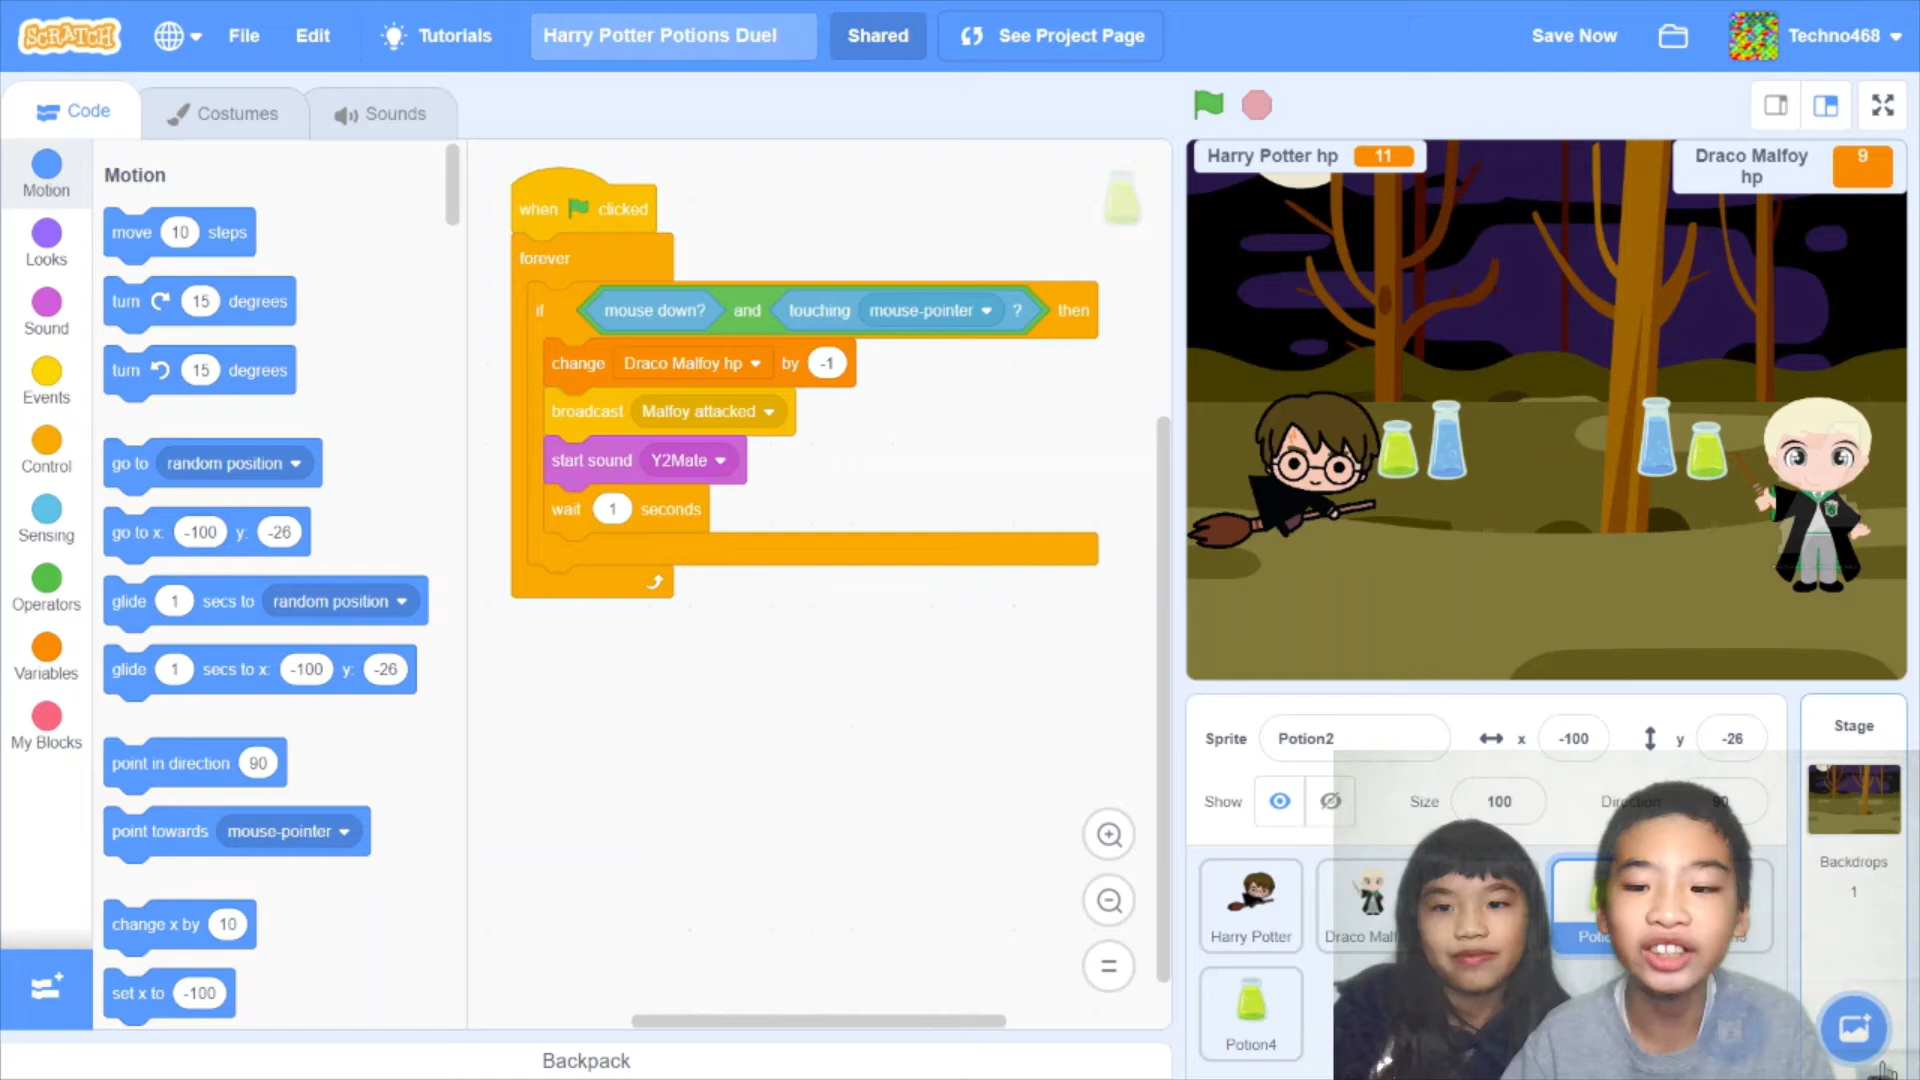 SCRATCH File Edit Tutorials Harry Potter Potions Duel Shared See Project Page Save Now Techno468
Code Costumes Sounds
Motion
Looks
Sound
Events
Control
Sensing
Operators
Variables
My Blocks
Motion
move 10 steps
turn 15 degrees
turn 15 degrees
go to random position
go to x: -100 y: -26
glide 1 secs to random position
glide 1 secs to x: -100 y: -26
point in direction 90
point towards mouse-pointer
change x by 10
set x to -100
when clicked
forever
if mouse down? and touching mouse-pointer ? then
change Draco Malfoy hp by -1
broadcast Malfoy attacked
start sound Y2Mate
wait 1 seconds
Backpack
Harry Potter hp 11
Draco Malfoy hp 9
Sprite Potion2 x -100 y -26
Show Size 100 Direction 90
Harry Potter
Draco Malf
Potio
Potion4
Stage
Backdrops
1